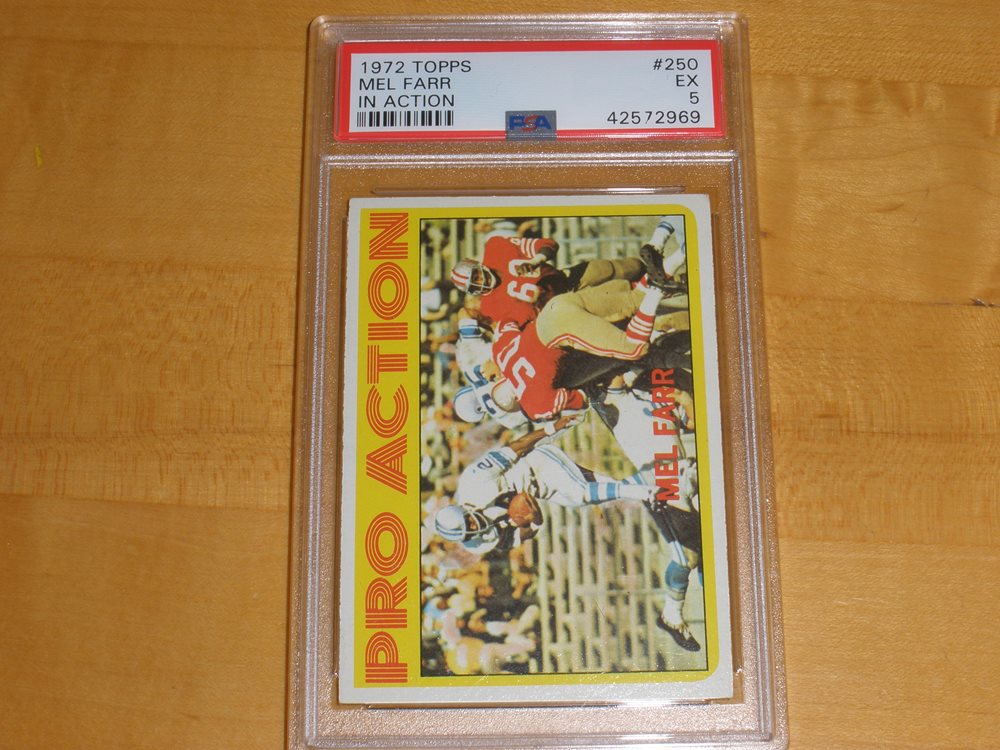 1972 TOPPS #250
MEL FARR EX
IN ACTION 5
PSA 42572969
PRO ACTION
MEL FARR